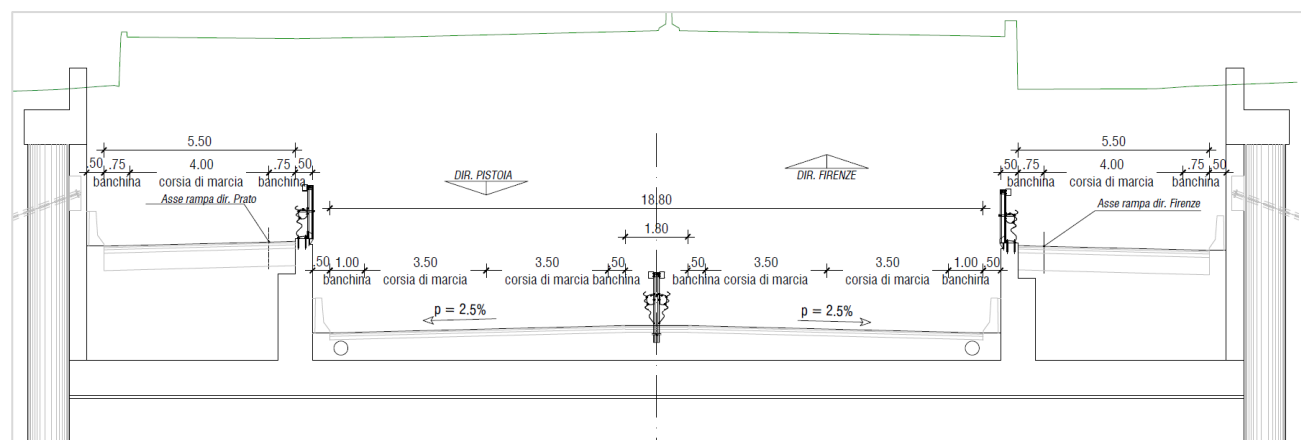 5.50
5.50
.50 .75 4.00 .75 .50
.50 .75 4.00 .75 .50
banchina corsia di marcia banchina
banchina corsia di marcia banchina
DIR. PISTOIA
DIR. FIRENZE
Asse rampa dir. Prato
Asse rampa dir. Firenze
18.80
1.80
.50 1.00 3.50 3.50 .50 .50 3.50 3.50 1.00 .50
banchina corsia di marcia corsia di marcia banchina banchina corsia di marcia corsia di marcia banchina
p = 2.5%
p = 2.5%